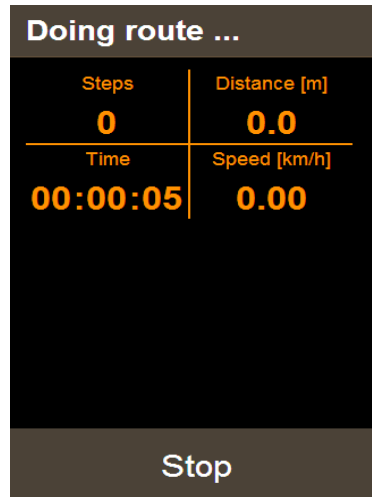 Doing route ...
Steps Distance [m]
0 0.0
Time Speed [km/h]
00:00:05 0.00
Stop